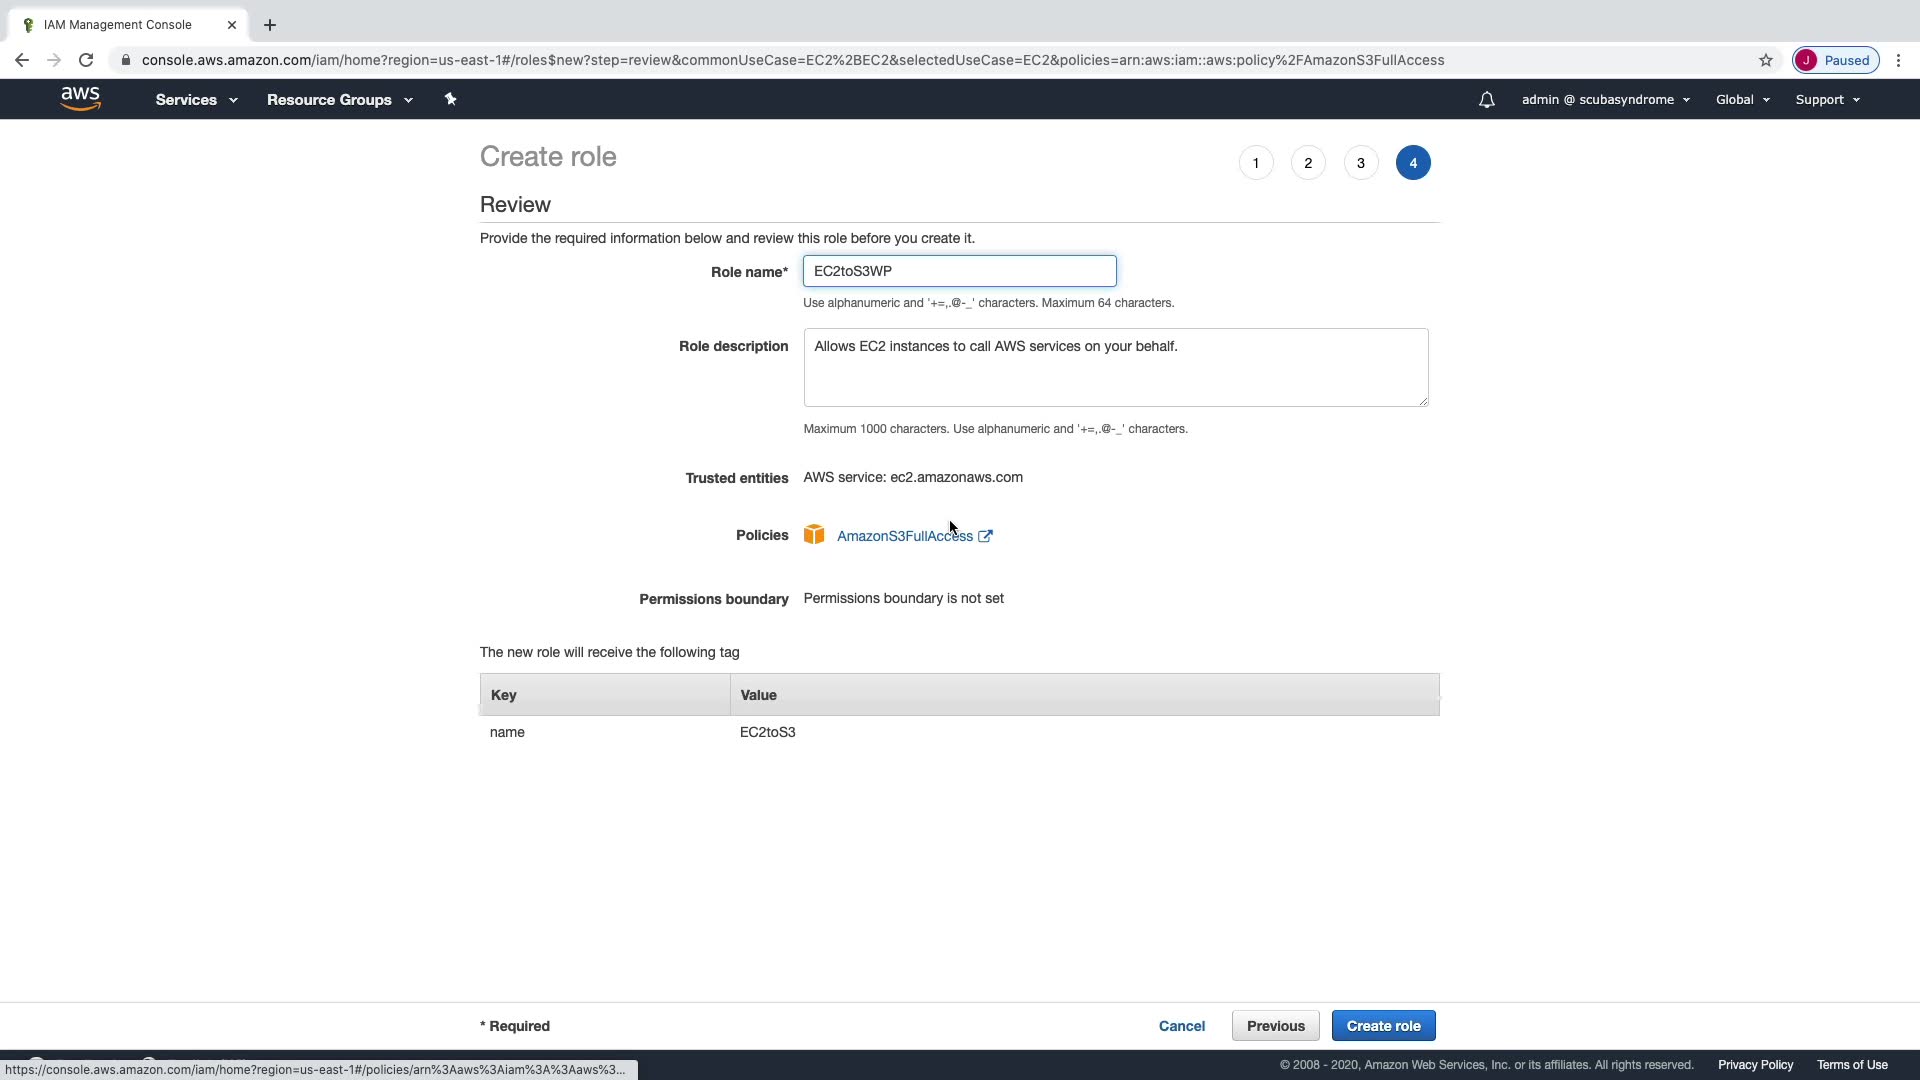 IAM Management Console
console.aws.amazon.com/iam/home?region=us-east-1#/roles$new?step=review&commonUseCase=EC2%2BEC2&selectedUseCase=EC2&policies=arn:aws:iam::aws:policy%2FAmazonS3FullAccess
J Paused
aws Services Resource Groups admin @ scubasyndrome Global Support
Create role
1 2 3 4
Review
Provide the required information below and review this role before you create it.
Role name* EC2toS3WP
Use alphanumeric and '+=,.@-_' characters. Maximum 64 characters.
Role description Allows EC2 instances to call AWS services on your behalf.
Maximum 1000 characters. Use alphanumeric and '+=,.@-_' characters.
Trusted entities AWS service: ec2.amazonaws.com
Policies AmazonS3FullAccess
Permissions boundary Permissions boundary is not set
The new role will receive the following tag
Key Value
name EC2toS3
* Required Cancel Previous Create role
© 2008 - 2020, Amazon Web Services, Inc. or its affiliates. All rights reserved. Privacy Policy Terms of Use
https://console.aws.amazon.com/iam/home?region=us-east-1#/policies/arn%3Aaws%3Aiam%3A%3Aaws%3...